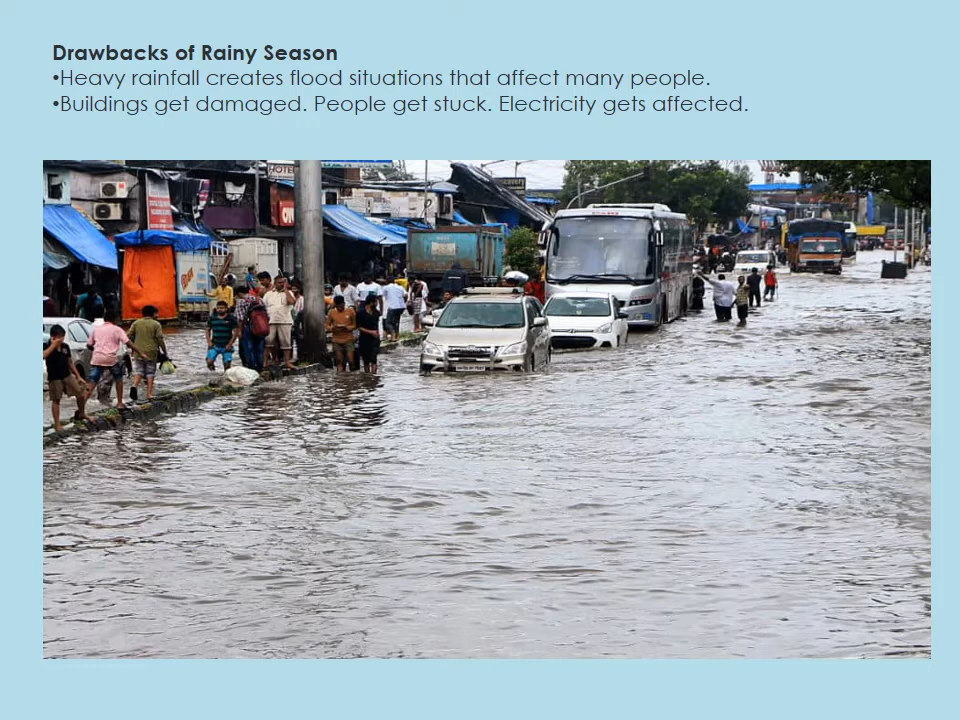 Drawbacks of Rainy Season
•Heavy rainfall creates flood situations that affect many people.
•Buildings get damaged. People get stuck. Electricity gets affected.
HOTEL